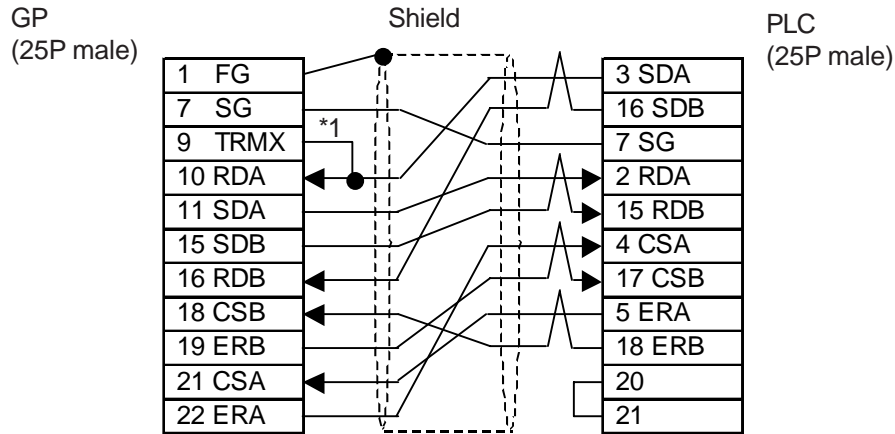 GP
(25P male)
Shield
PLC
(25P male)
1 FG
7 SG
9 TRMX
*1
10 RDA
11 SDA
15 SDB
16 RDB
18 CSB
19 ERB
21 CSA
22 ERA
3 SDA
16 SDB
7 SG
2 RDA
15 RDB
4 CSA
17 CSB
5 ERA
18 ERB
20
21